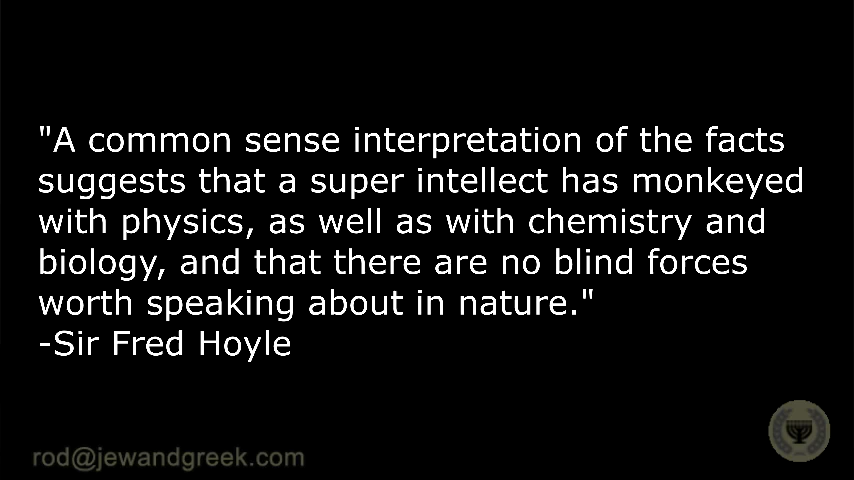 "A common sense interpretation of the facts
suggests that a super intellect has monkeyed
with physics, as well as with chemistry and
biology, and that there are no blind forces
worth speaking about in nature."
-Sir Fred Hoyle
rod@jewandgreek.com